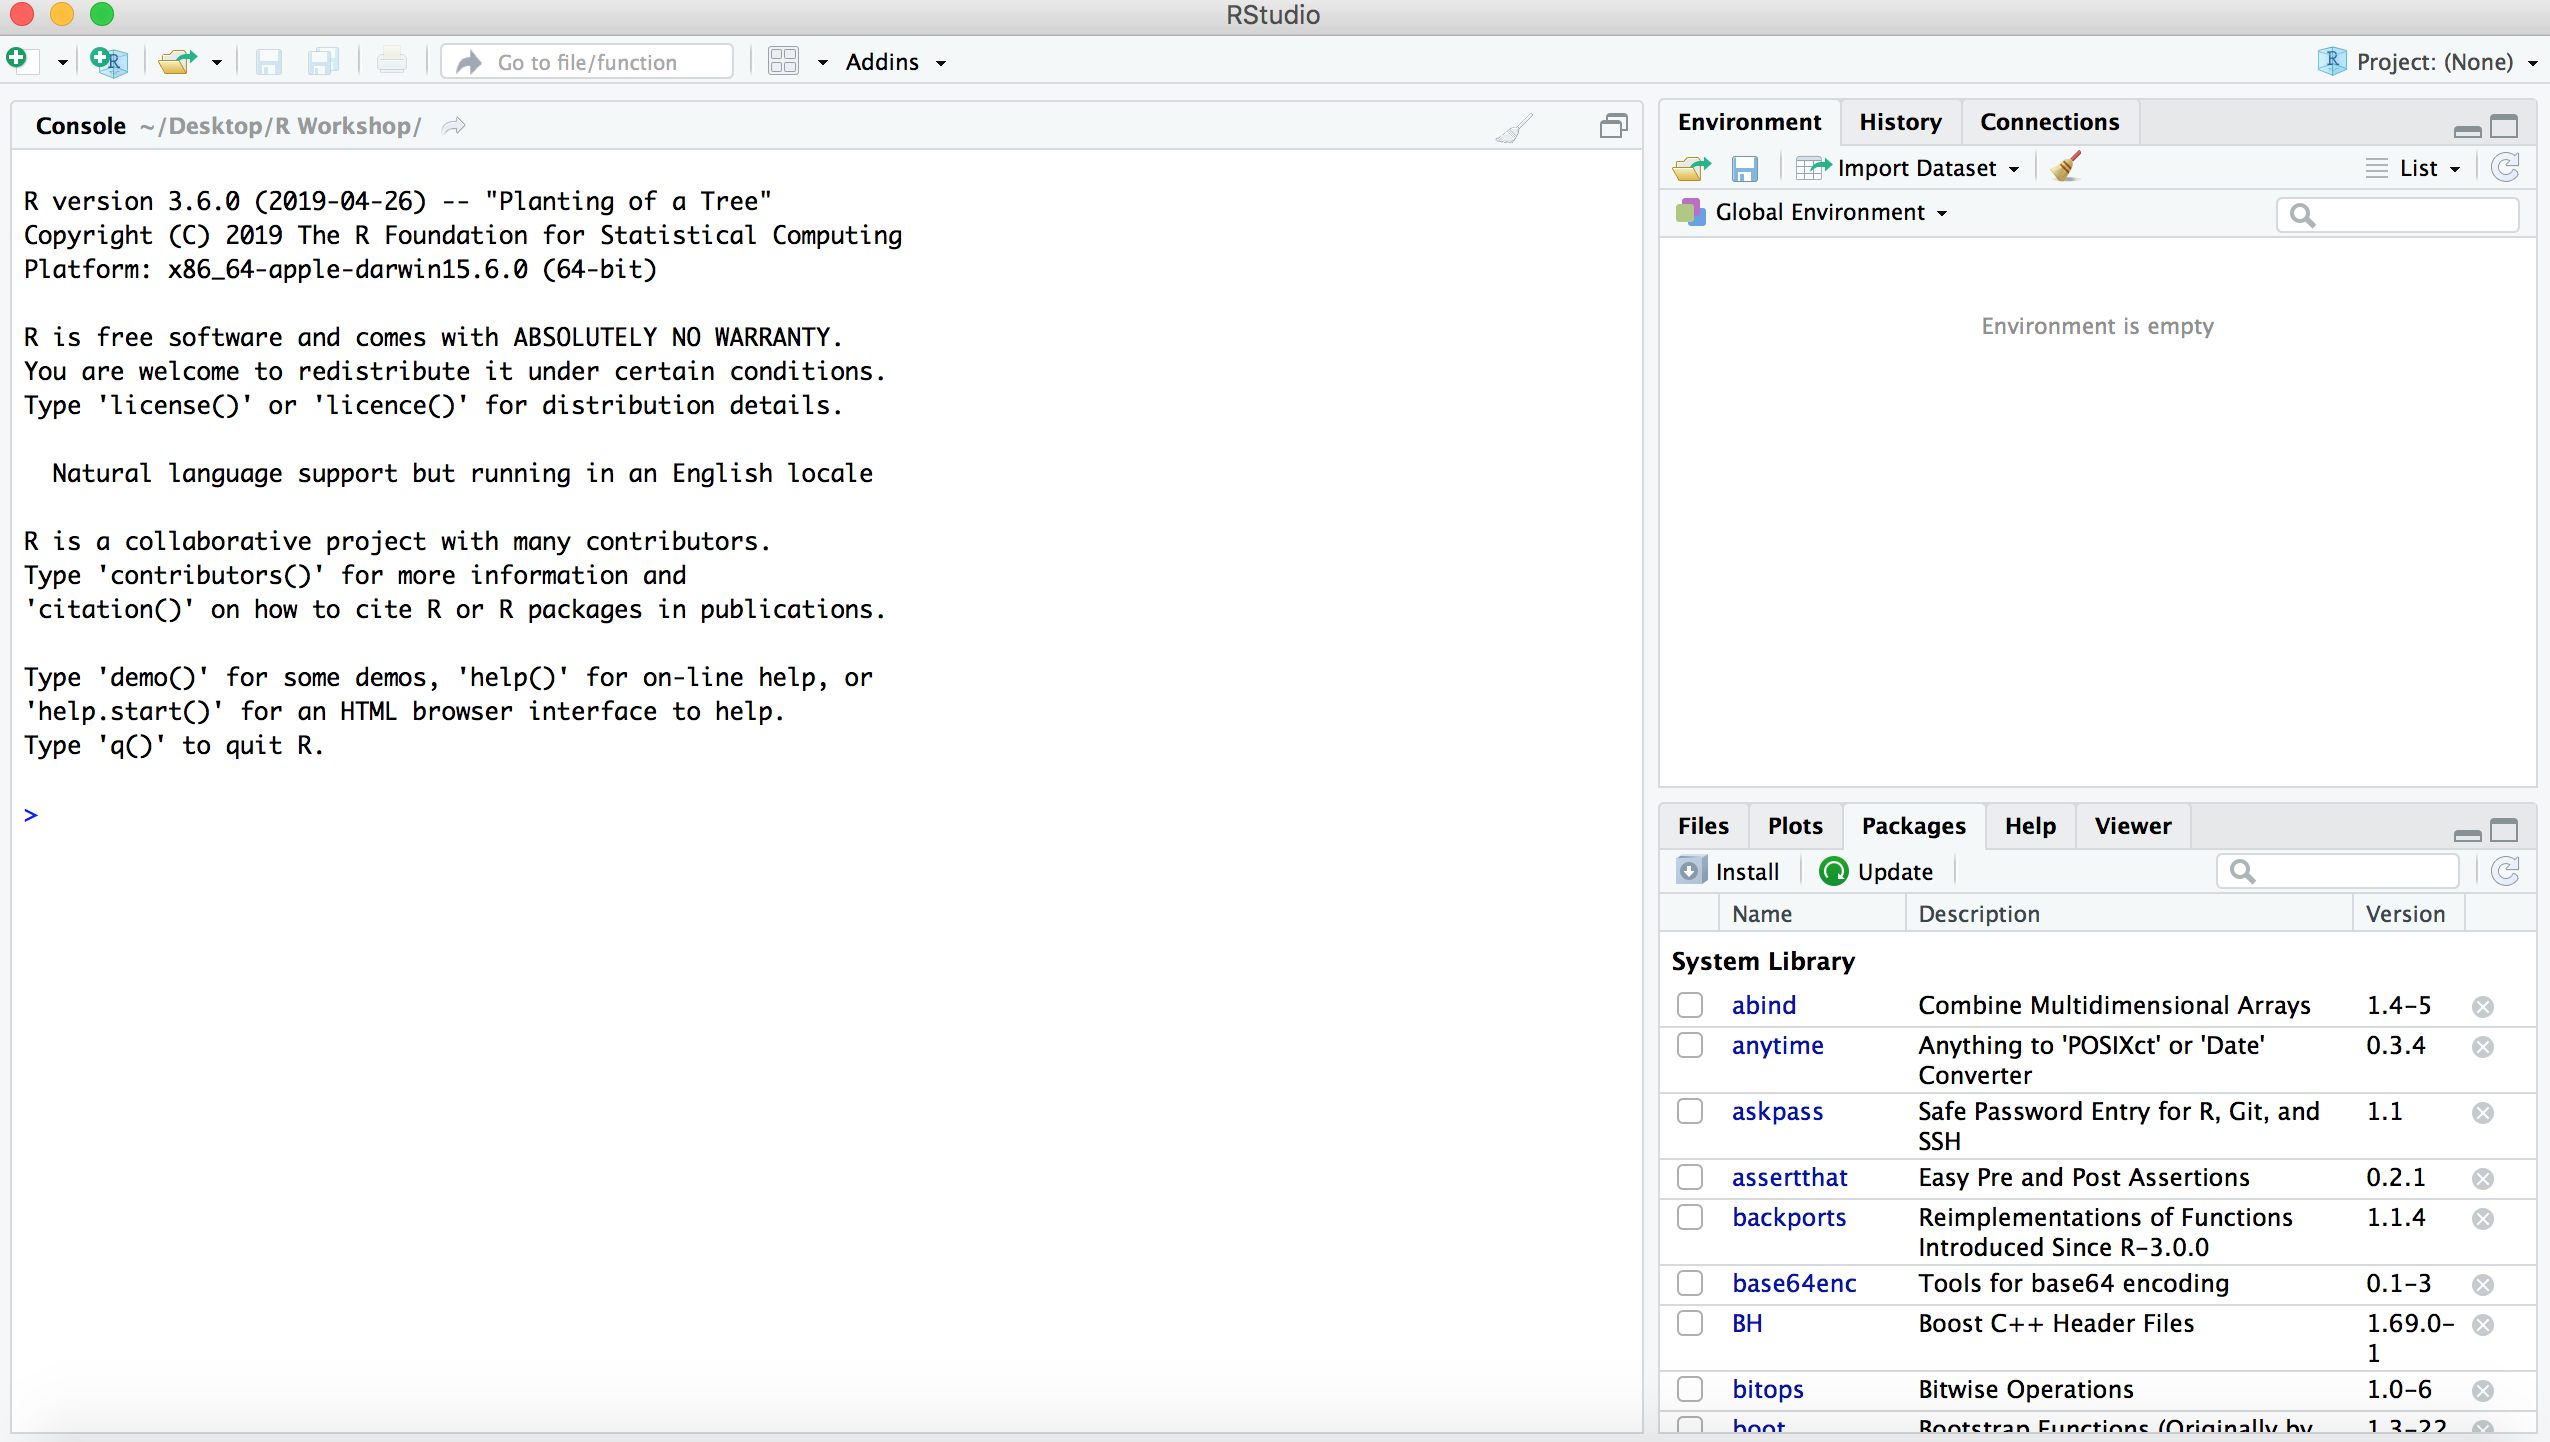 RStudio
Go to file/function
Addins
Project: (None)
Console ~/Desktop/R Workshop/
R version 3.6.0 (2019-04-26) -- "Planting of a Tree"
Copyright (C) 2019 The R Foundation for Statistical Computing
Platform: x86_64-apple-darwin15.6.0 (64-bit)
R is free software and comes with ABSOLUTELY NO WARRANTY.
You are welcome to redistribute it under certain conditions.
Type 'license()' or 'licence()' for distribution details.
Natural language support but running in an English locale
R is a collaborative project with many contributors.
Type 'contributors()' for more information and
'citation()' on how to cite R or R packages in publications.
Type 'demo()' for some demos, 'help()' for on-line help, or
'help.start()' for an HTML browser interface to help.
Type 'q()' to quit R.
>
Environment History Connections
Import Dataset List
Global Environment
Environment is empty
Files Plots Packages Help Viewer
Install Update
Name Description Version
System Library
abind Combine Multidimensional Arrays 1.4-5
anytime Anything to 'POSIXct' or 'Date' 0.3.4
Converter
askpass Safe Password Entry for R, Git, and 1.1
SSH
assertthat Easy Pre and Post Assertions 0.2.1
backports Reimplementations of Functions 1.1.4
Introduced Since R-3.0.0
base64enc Tools for base64 encoding 0.1-3
BH Boost C++ Header Files 1.69.0-
1
bitops Bitwise Operations 1.0-6
boot Bootstrap Functions (Originally by 1.3-22